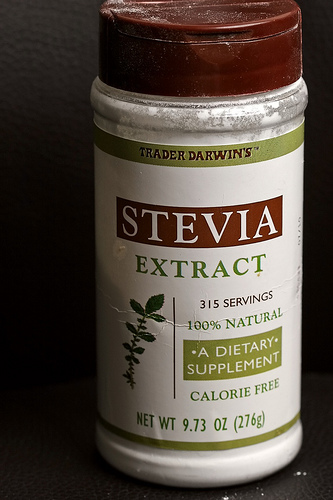 TRADER DARWIN'S™
STEVIA
EXTRACT
315 SERVINGS
100% NATURAL
•A DIETARY•
SUPPLEMENT
CALORIE FREE
NET WT 9.73 OZ (276g)